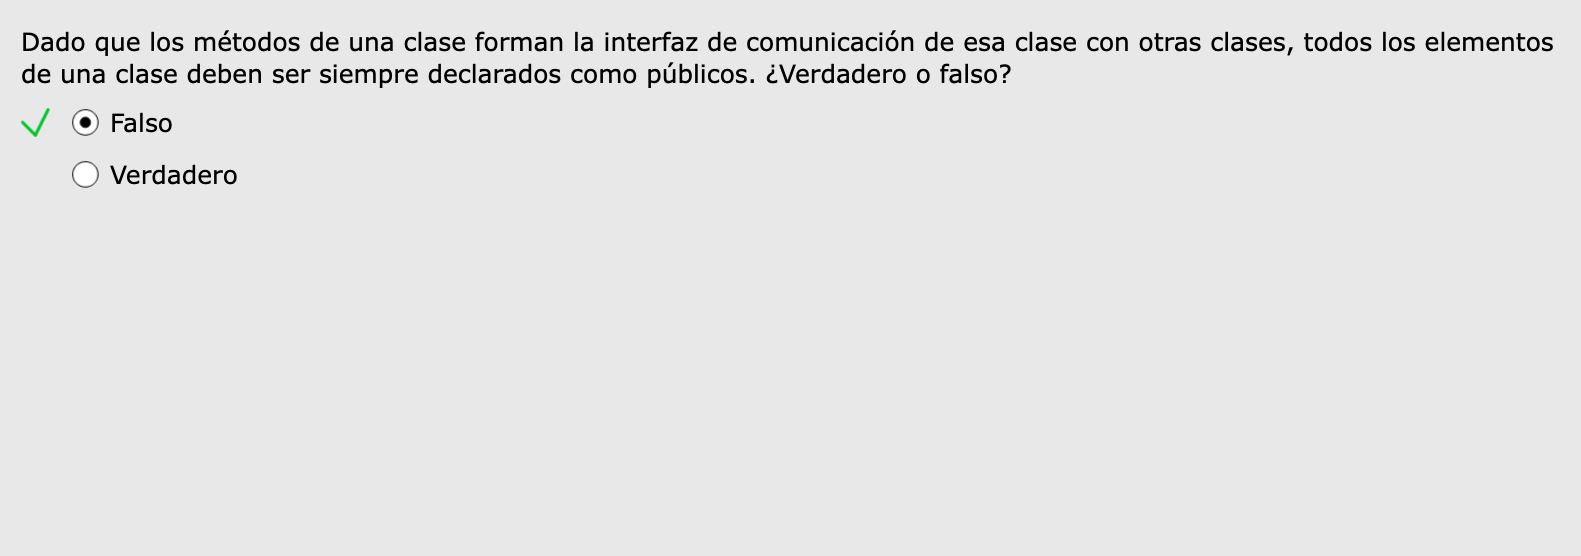 Dado que los métodos de una clase forman la interfaz de comunicación de esa clase con otras clases, todos los elementos
de una clase deben ser siempre declarados como públicos. ¿Verdadero o falso?
Falso
Verdadero